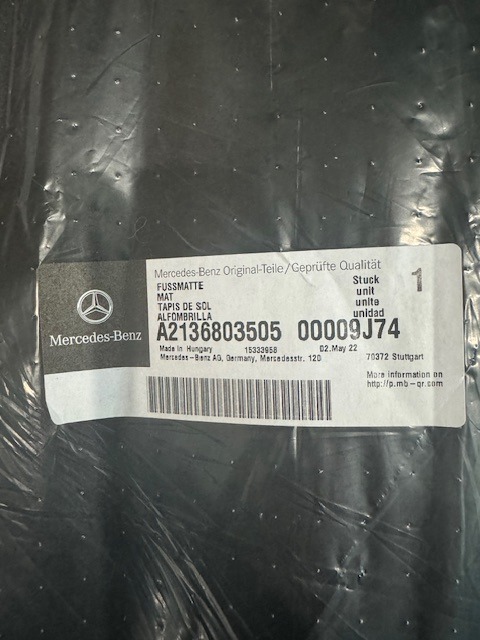 Mercedes-Benz Original-Teile/Geprüfte Qualität
FUSSMATTE
MAT
TAPIS DE SOL
ALFOMBRILLA
Stuck
unit
unite
unidad
1
A2136803505 00009J74
Made in Hungary 15333958 02.May 22
Mercedes-Benz AG, Germany, Mercedesstr. 120 70372 Stuttgart
Mercedes-Benz
More information on
http://p.mb-qr.com/